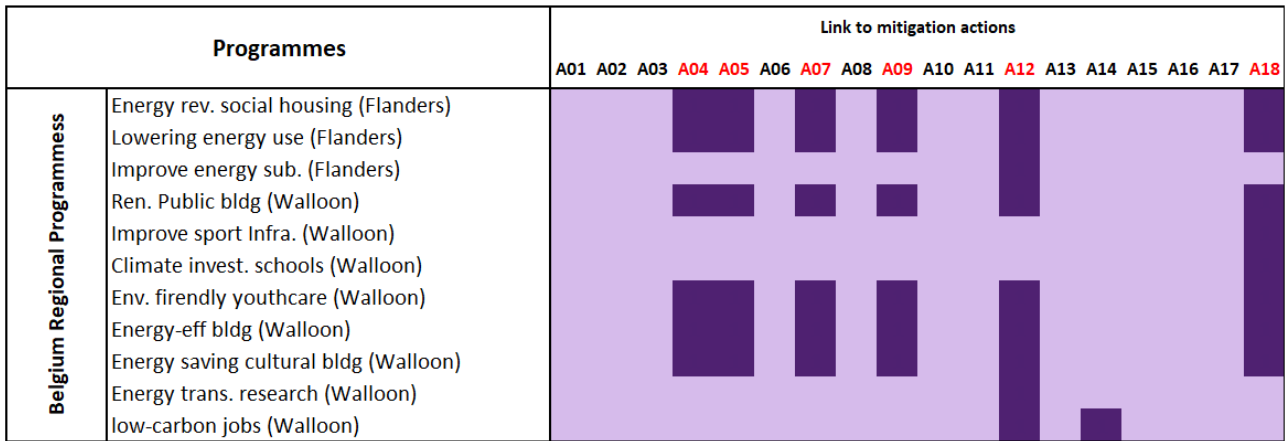 Programmes
Link to mitigation actions
A01 A02 A03 A04 A05 A06 A07 A08 A09 A10 A11 A12 A13 A14 A15 A16 A17 A18
Belgium Regional Programmess
Energy rev. social housing (Flanders)
Lowering energy use (Flanders)
Improve energy sub. (Flanders)
Ren. Public bldg (Walloon)
Improve sport Infra. (Walloon)
Climate invest. schools (Walloon)
Env. firendly youthcare (Walloon)
Energy-eff bldg (Walloon)
Energy saving cultural bldg (Walloon)
Energy trans. research (Walloon)
low-carbon jobs (Walloon)